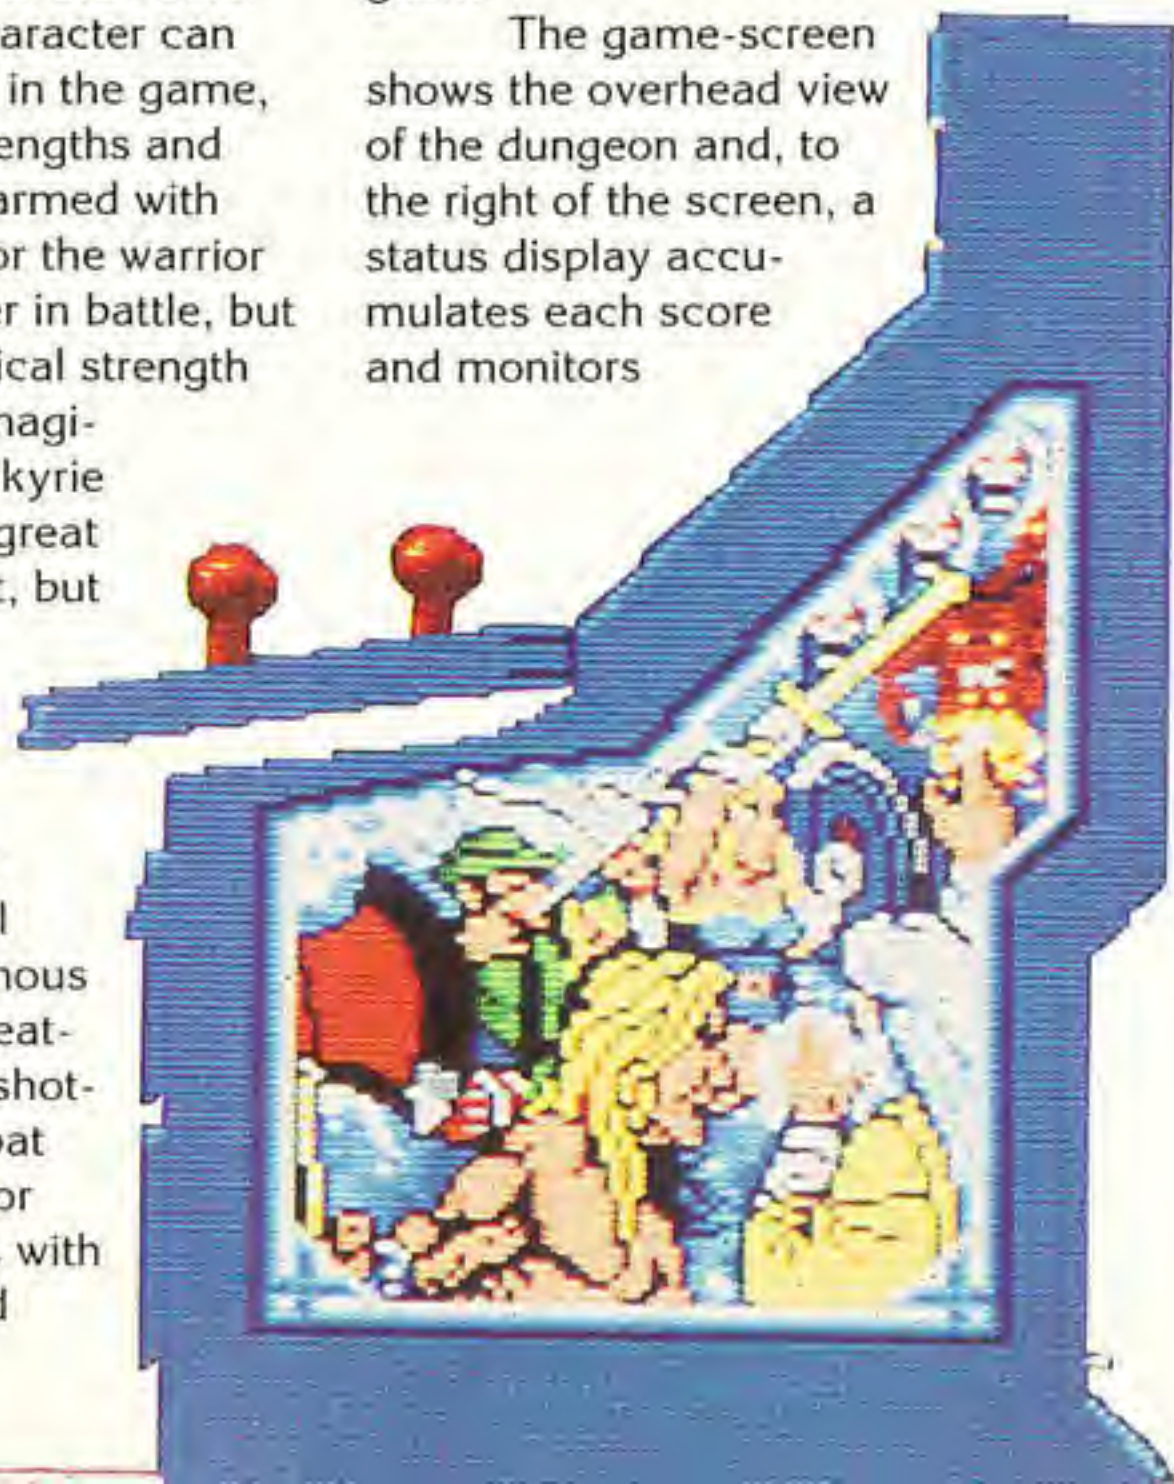 aracter can
in the game,
engths and
armed with
or the warrior
er in battle, but
ical strength
nagi-
kyrie
great
t, but
l
nous
eat-
shot-
oat
or
with
d
The game-screen
shows the overhead view
of the dungeon and, to
the right of the screen, a
status display accu-
mulates each score
and monitors